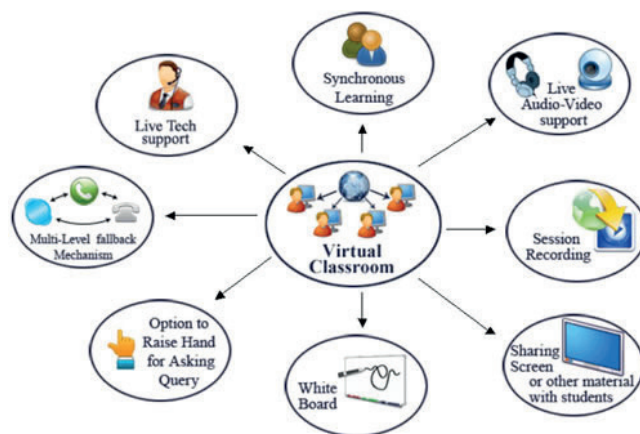 Synchronous
Learning
Live
Audio-Video
support
Live Tech
support
Multi-Level fallback
Mechanism
Virtual
Classroom
Session
Recording
Option to
Raise Hand
for Asking
Query
White
Board
Sharing
Screen
or other material
with students